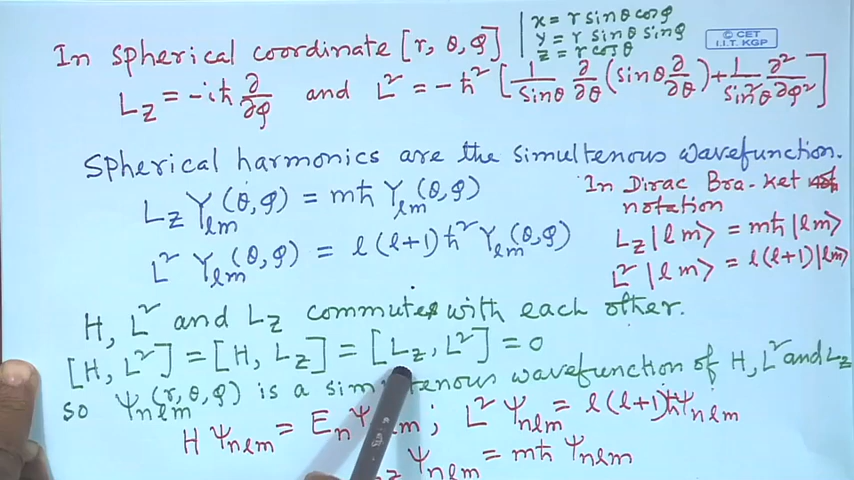 x = r sinθ cosφ
y = r sinθ sinφ
z = r cosθ
© CET
I.I.T. KGP
In spherical coordinate [r, θ, φ]
L_z = -iħ ∂/∂φ and L² = -ħ² [1/sinθ ∂/∂θ (sinθ ∂/∂θ) + 1/sin²θ ∂²/∂φ²]
Spherical harmonics are the simultenous wavefunction.
L_z Y_lm(θ,φ) = mħ Y_lm(θ,φ)
L² Y_lm(θ,φ) = l(l+1)ħ² Y_lm(θ,φ)
In Dirac Bra-ket
notation
L_z |lm⟩ = mħ |lm⟩
L² |lm⟩ = l(l+1)|lm⟩
H, L² and L_z commutes with each other.
[H, L²] = [H, L_z] = [L_z, L²] = 0
so Ψ_nlm(r,θ,φ) is a simultenous wavefunction of H, L² and L_z
H Ψ_nlm = E_n Ψ_nlm ; L² Ψ_nlm = l(l+1)ħ²Ψ_nlm
Ψ_nlm = mħ Ψ_nlm